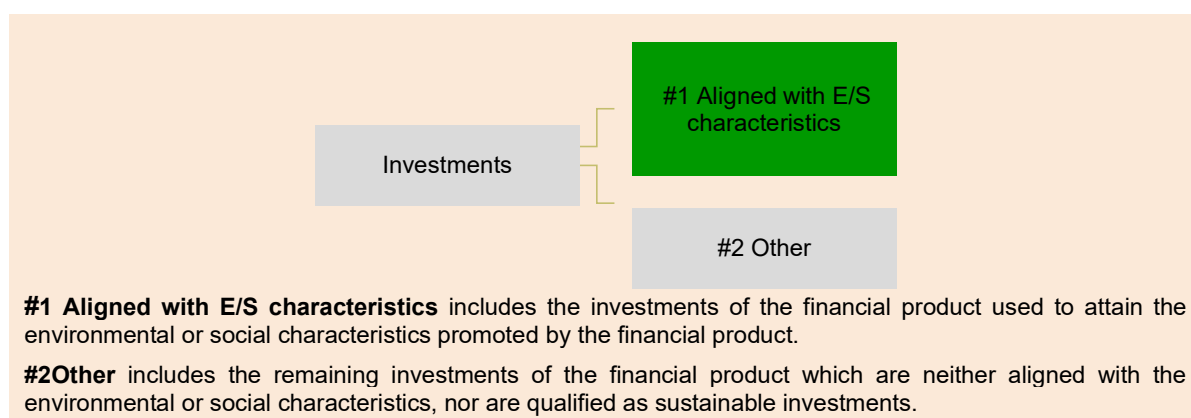 #1 Aligned with E/S
characteristics
Investments
#2 Other
#1 Aligned with E/S characteristics includes the investments of the financial product used to attain the
environmental or social characteristics promoted by the financial product.
#2Other includes the remaining investments of the financial product which are neither aligned with the
environmental or social characteristics, nor are qualified as sustainable investments.